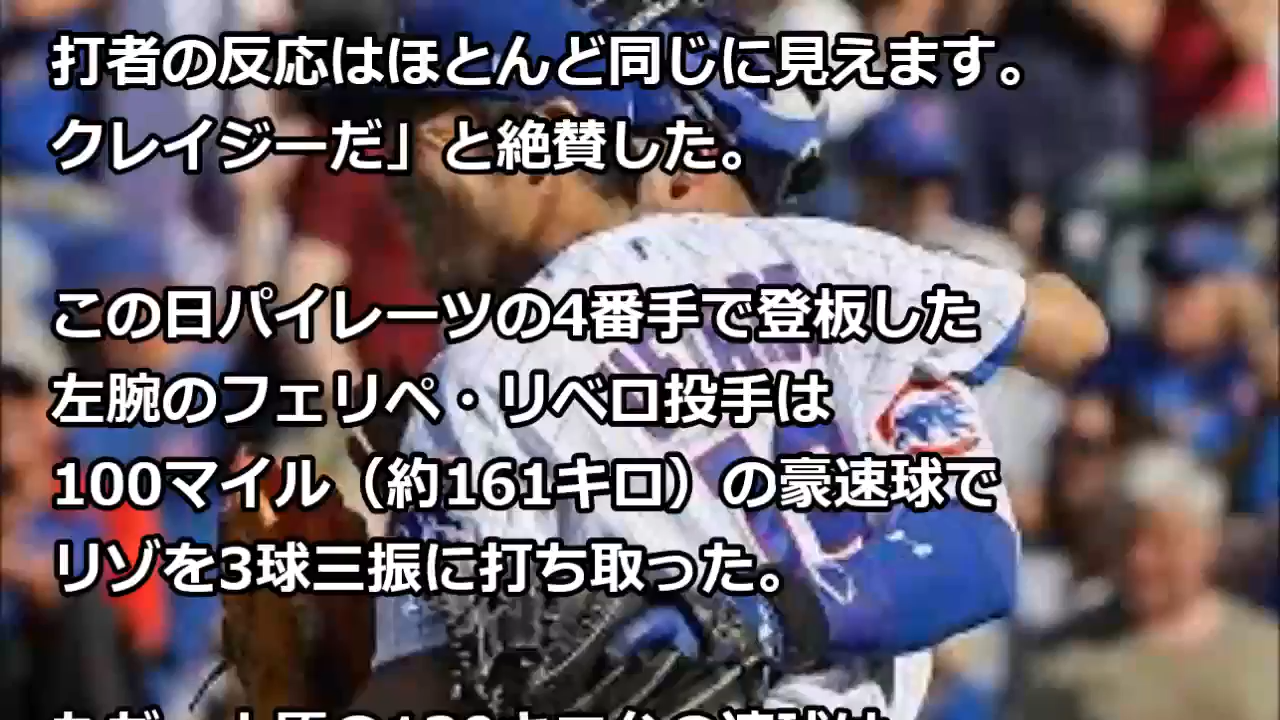 打者の反応はほとんど同じに見えます。
クレイジーだ」と絶賛した。
この日パイレーツの4番手で登板した
左腕のフェリペ・リベロ投手は
100マイル（約161キロ）の豪速球で
リゾを3球三振に打ち取った。